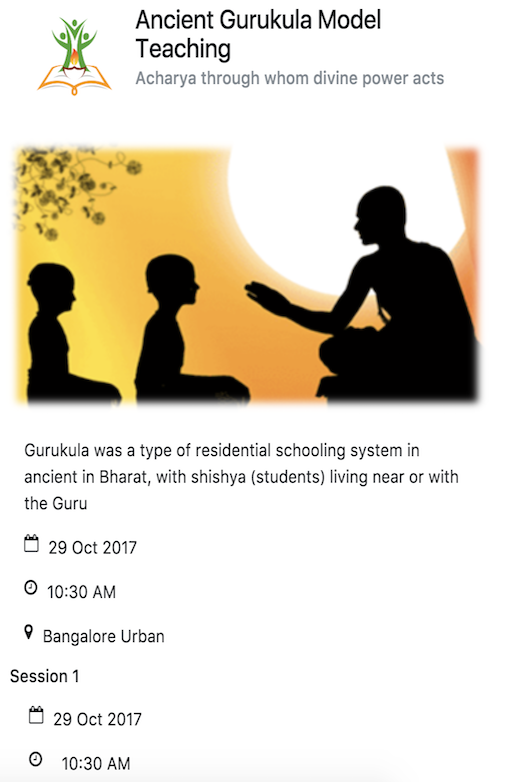 Ancient Gurukula Model
Teaching
Acharya through whom divine power acts
Gurukula was a type of residential schooling system in
ancient in Bharat, with shishya (students) living near or with
the Guru
29 Oct 2017
10:30 AM
Bangalore Urban
Session 1
29 Oct 2017
10:30 AM